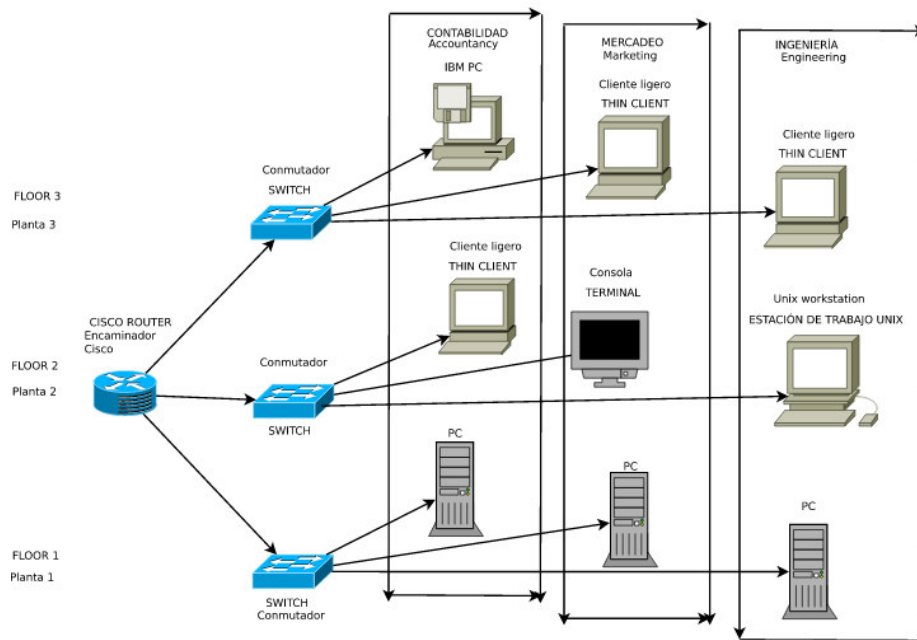 CONTABILIDAD
Accountancy
IBM PC
MERCADEO
Marketing
Cliente ligero
THIN CLIENT
INGENIERÍA
Engineering
Cliente ligero
THIN CLIENT
Conmutador
SWITCH
FLOOR 3
Planta 3
Cliente ligero
THIN CLIENT
Consola
TERMINAL
Unix workstation
ESTACIÓN DE TRABAJO UNIX
CISCO ROUTER
Encaminador
Cisco
FLOOR 2
Planta 2
Conmutador
SWITCH
PC
PC
PC
FLOOR 1
Planta 1
SWITCH
Conmutador